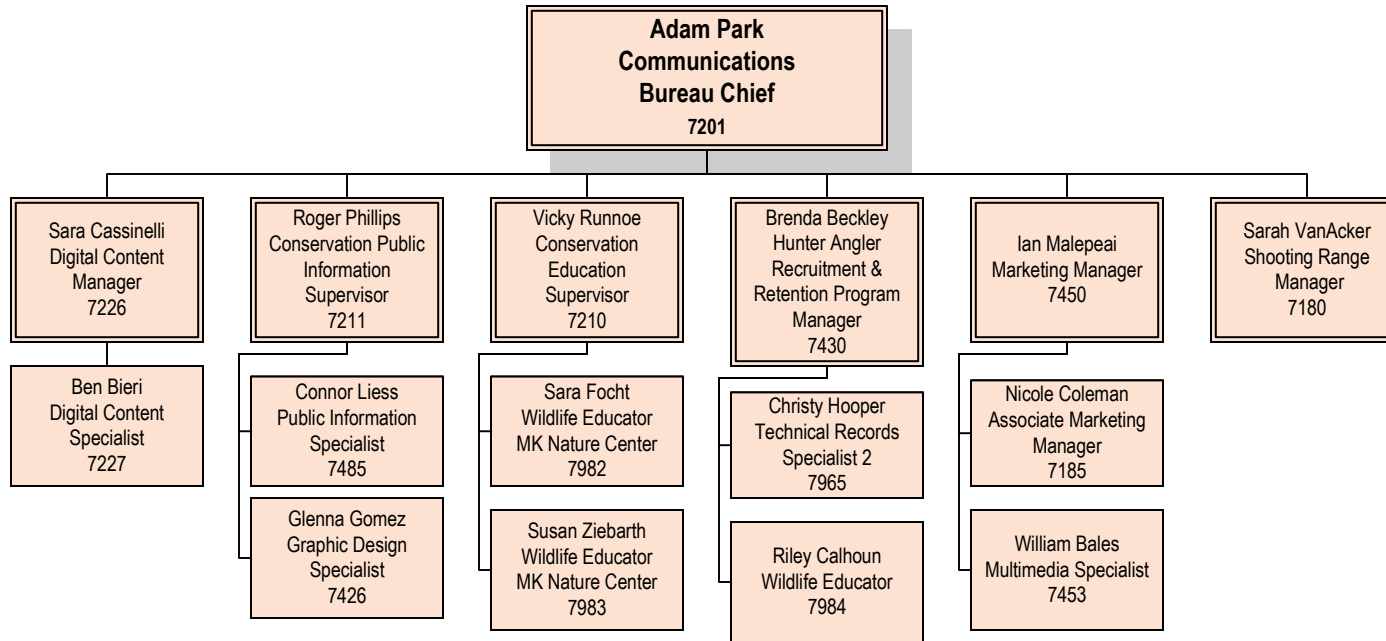 Adam Park
Communications
Bureau Chief
7201
Sara Cassinelli
Digital Content
Manager
7226
Roger Phillips
Conservation Public
Information
Supervisor
7211
Vicky Runnoe
Conservation
Education
Supervisor
7210
Brenda Beckley
Hunter Angler
Recruitment &
Retention Program
Manager
7430
Ian Malepeai
Marketing Manager
7450
Sarah VanAcker
Shooting Range
Manager
7180
Ben Bieri
Digital Content
Specialist
7227
Connor Liess
Public Information
Specialist
7485
Sara Focht
Wildlife Educator
MK Nature Center
7982
Christy Hooper
Technical Records
Specialist 2
7965
Nicole Coleman
Associate Marketing
Manager
7185
Glenna Gomez
Graphic Design
Specialist
7426
Susan Ziebarth
Wildlife Educator
MK Nature Center
7983
Riley Calhoun
Wildlife Educator
7984
William Bales
Multimedia Specialist
7453